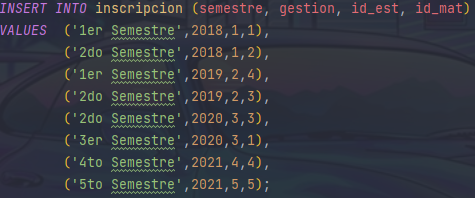 INSERT INTO inscripcion (semestre, gestion, id_est, id_mat)
VALUES ('1er Semestre',2018,1,1),
('2do Semestre',2018,1,2),
('1er Semestre',2019,2,4),
('2do Semestre',2019,2,3),
('2do Semestre',2020,3,3),
('3er Semestre',2020,3,1),
('4to Semestre',2021,4,4),
('5to Semestre',2021,5,5);